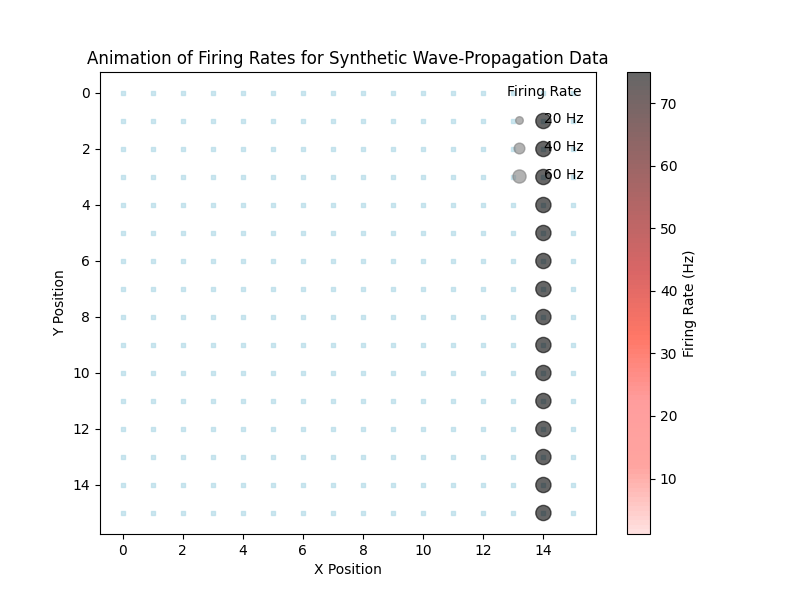 Animation of Firing Rates for Synthetic Wave-Propagation Data
Firing Rate
20 Hz
40 Hz
60 Hz
0
2
4
6
8
10
12
14
Y Position
0
2
4
6
8
10
12
14
X Position
70
60
50
40
30
20
10
Firing Rate (Hz)